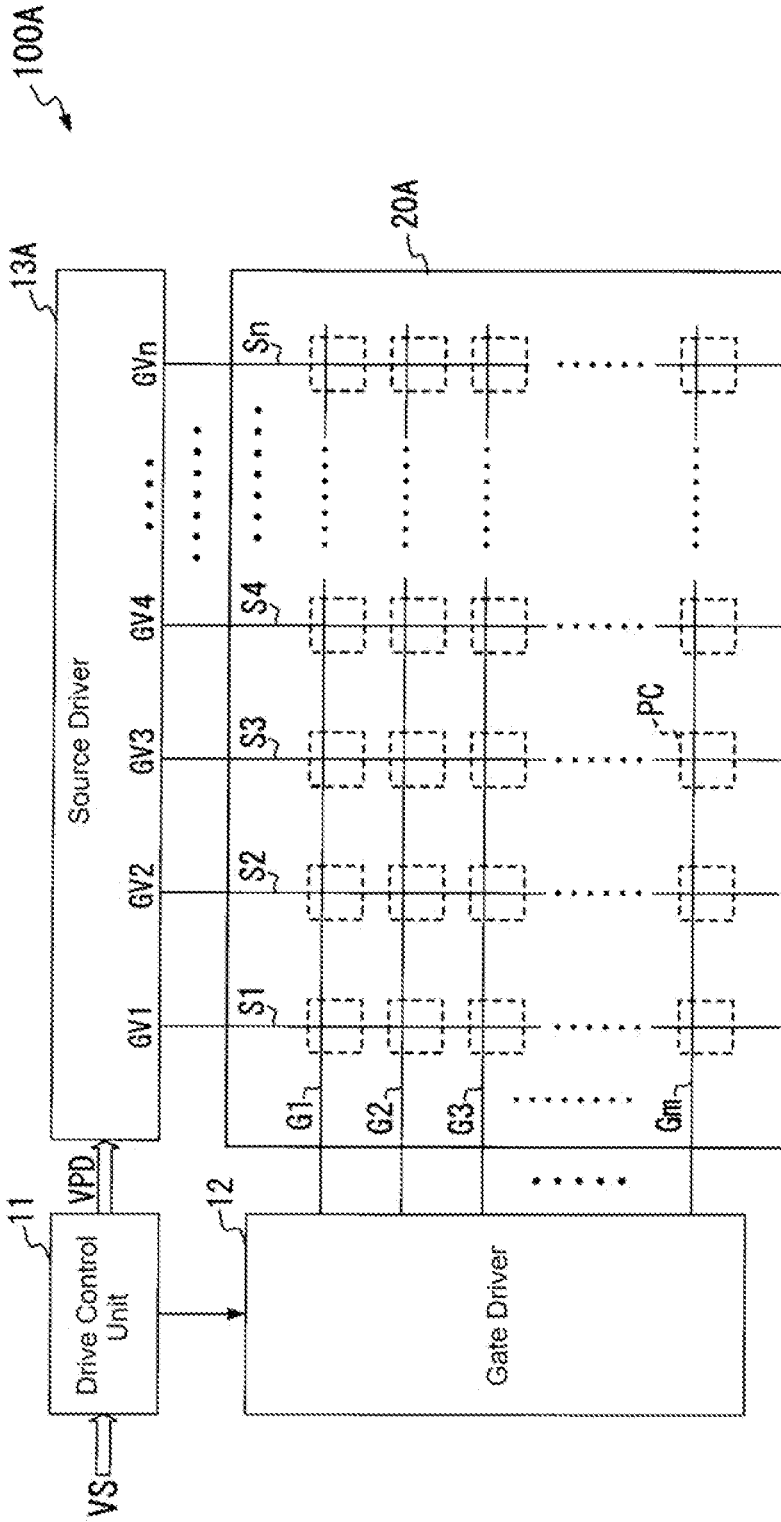 100A
VS
11
Drive Control
Unit
VPD
13A
Source Driver
GV1
GV2
GV3
GV4
GVn
20A
S1
S2
S3
S4
Sn
12
Gate Driver
G1
G2
G3
Gm
PC